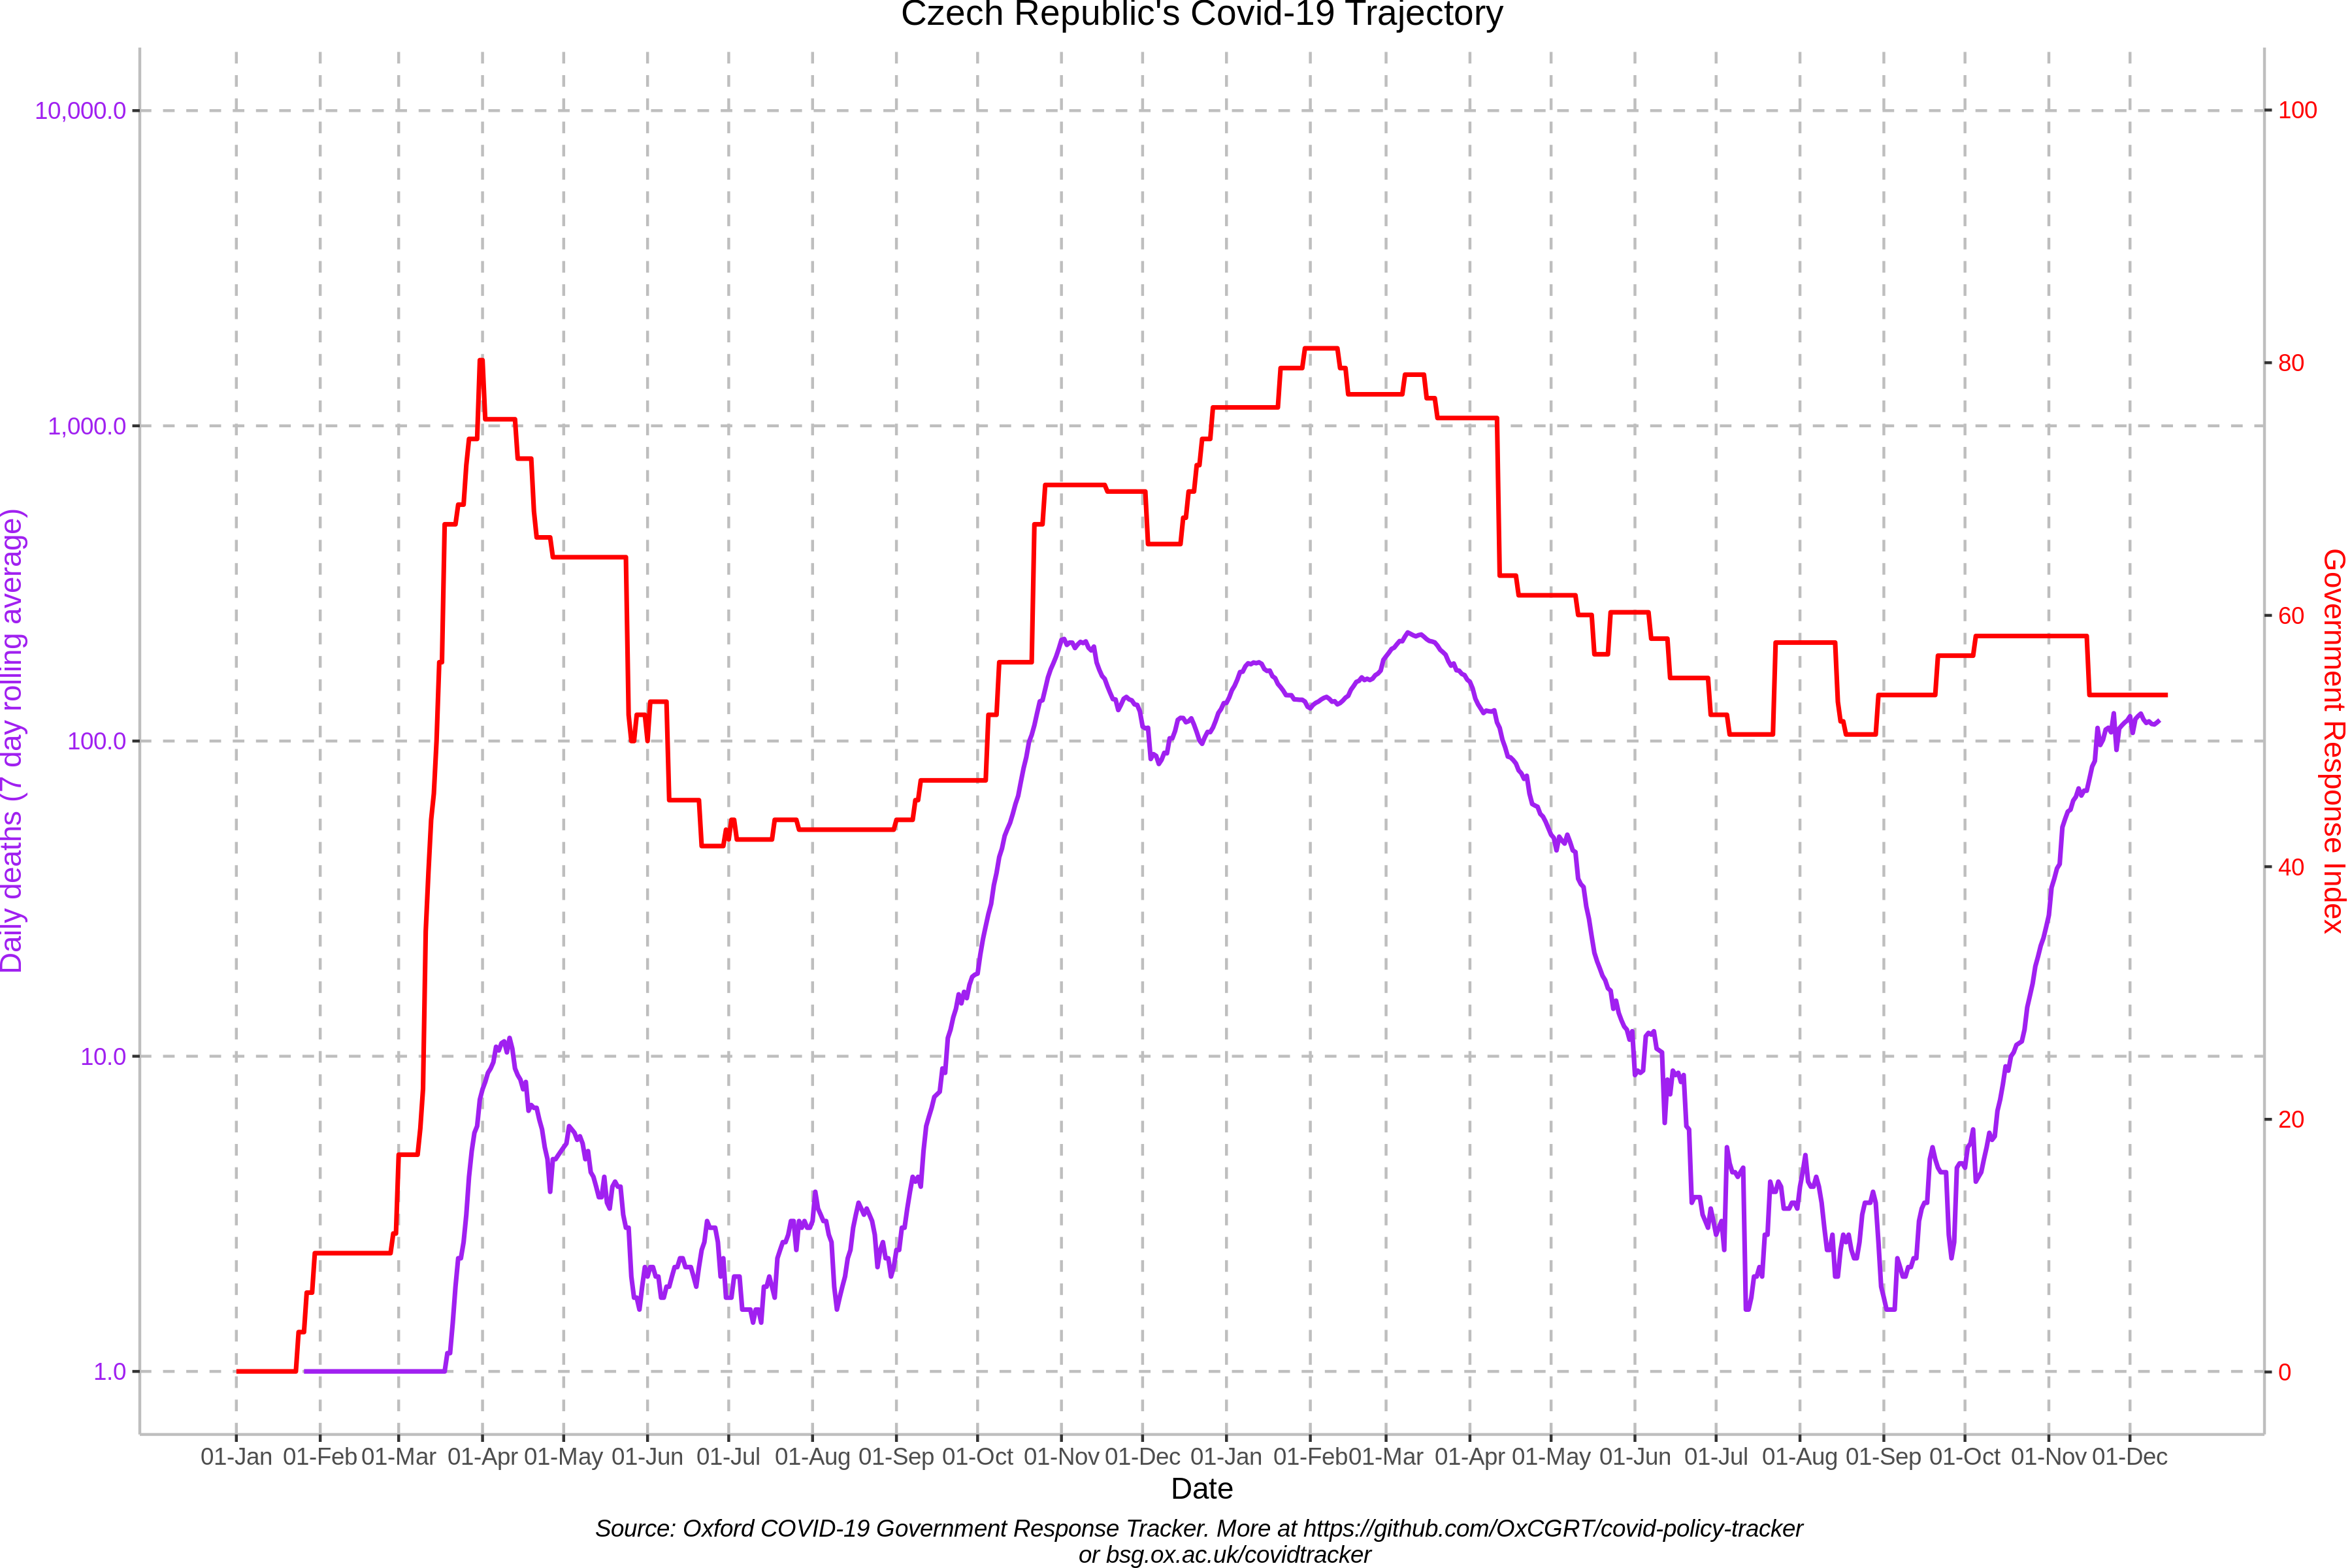 Czech Republic's Covid-19 Trajectory
Daily deaths (7 day rolling average)
10,000.0
1,000.0
100.0
10.0
1.0
100
80
60
40
20
0
Government Response Index
01-Jan 01-Feb 01-Mar 01-Apr 01-May 01-Jun 01-Jul 01-Aug 01-Sep 01-Oct 01-Nov 01-Dec 01-Jan 01-Feb 01-Mar 01-Apr 01-May 01-Jun 01-Jul 01-Aug 01-Sep 01-Oct 01-Nov 01-Dec
Date
Source: Oxford COVID-19 Government Response Tracker. More at https://github.com/OxCGRT/covid-policy-tracker
or bsg.ox.ac.uk/covidtracker